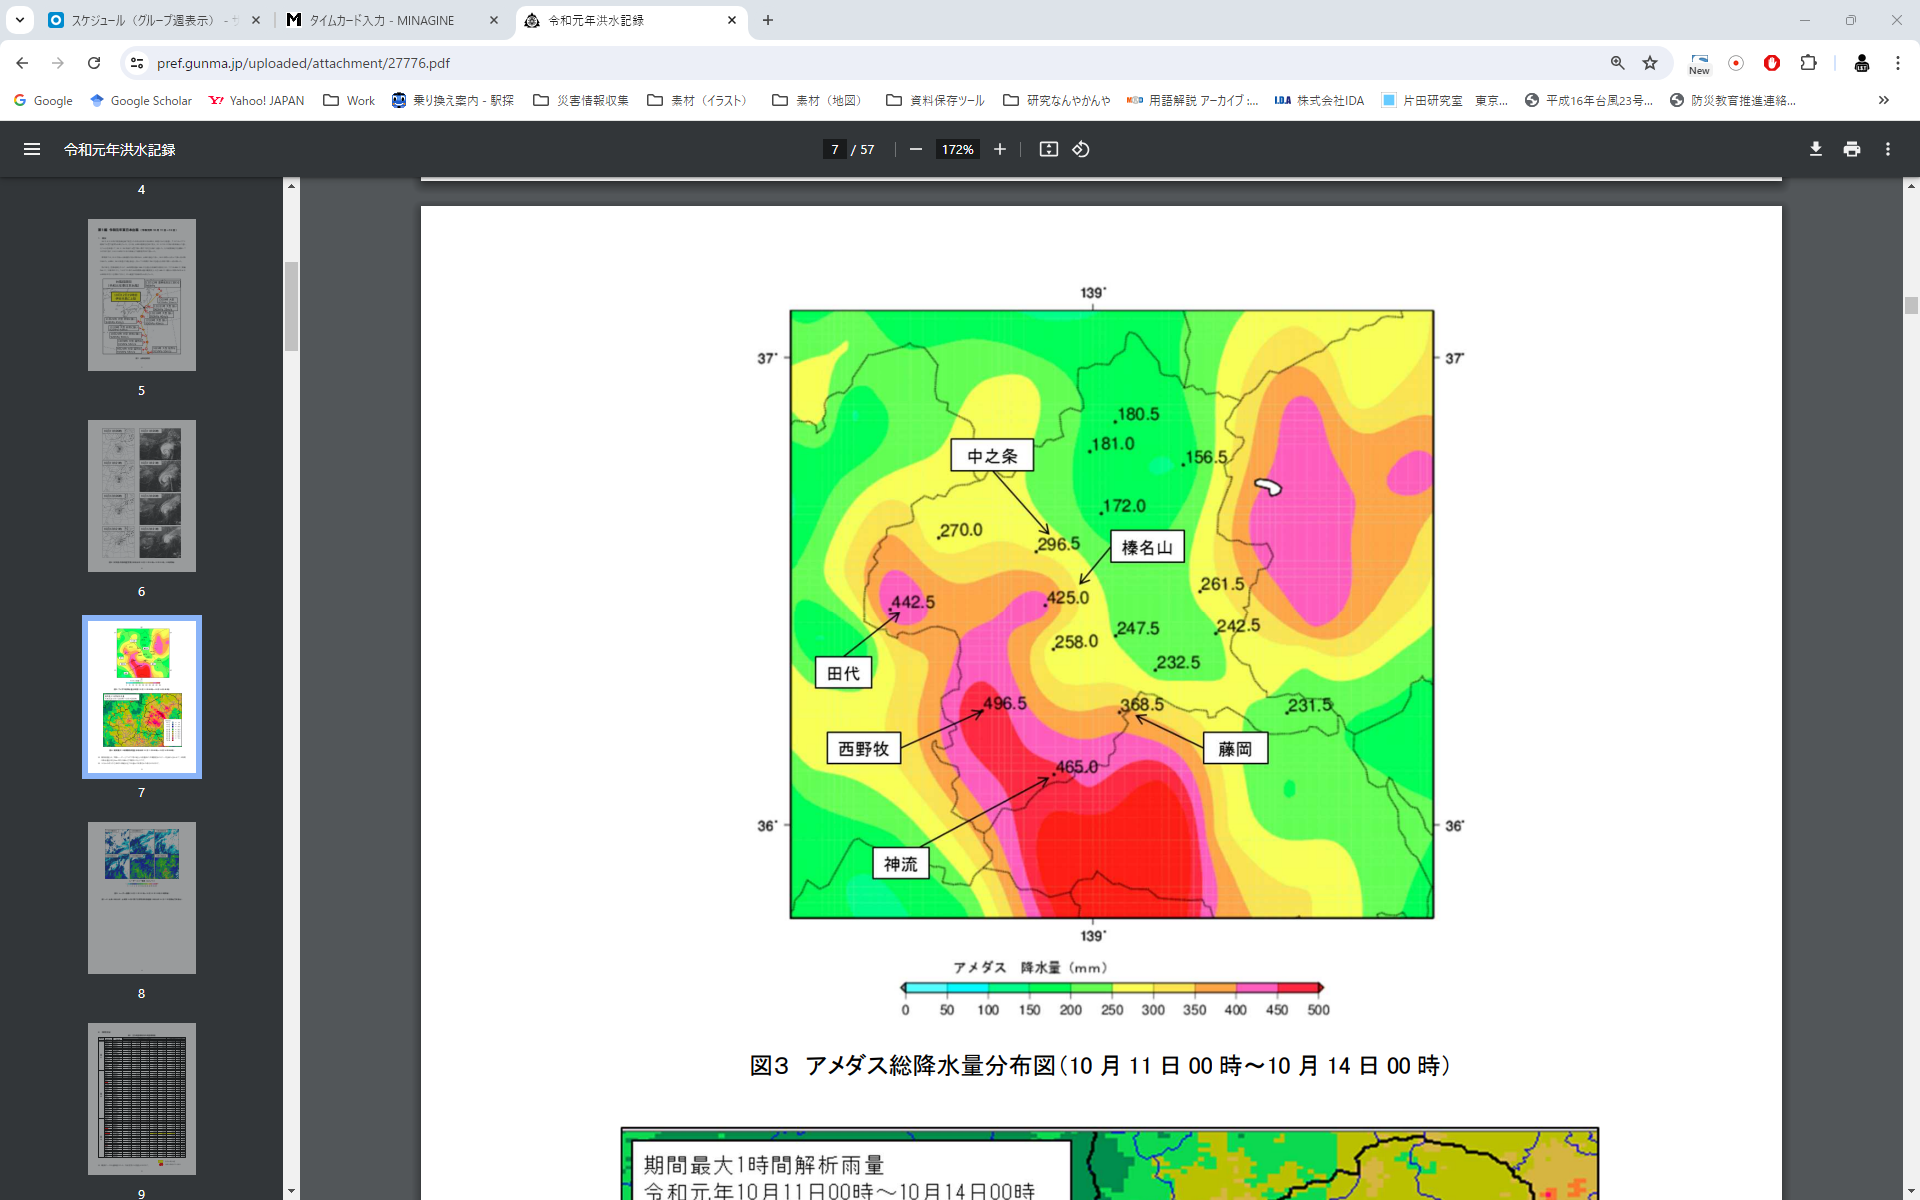 スケジュール（グループ週表示） -
タイムカード入力 - MINAGINE
令和元年洪水記録
pref.gunma.jp/uploaded/attachment/27776.pdf
New
Google
Google Scholar
Yahoo! JAPAN
Work
乗り換え案内 - 駅探
災害情報収集
素材（イラスト）
素材（地図）
資料保存ツール
研究なんやかんや
用語解説 アーカイブ :...
株式会社IDA
片田研究室　東京...
平成16年台風23号...
防災教育推進連絡...
令和元年洪水記録
7 / 57
172%
4
5
6
7
8
9
139°
37°
37°
180.5
181.0
156.5
中之条
172.0
270.0
296.5
榛名山
261.5
442.5
425.0
247.5
242.5
258.0
232.5
田代
496.5
368.5
231.5
西野牧
藤岡
465.0
36°
36°
神流
139°
アメダス　降水量（mm）
0 50 100 150 200 250 300 350 400 450 500
図3　アメダス総降水量分布図（10 月 11 日 00 時～10 月 14 日 00 時）
期間最大1時間解析雨量
令和元年10月11日00時～10月14日00時